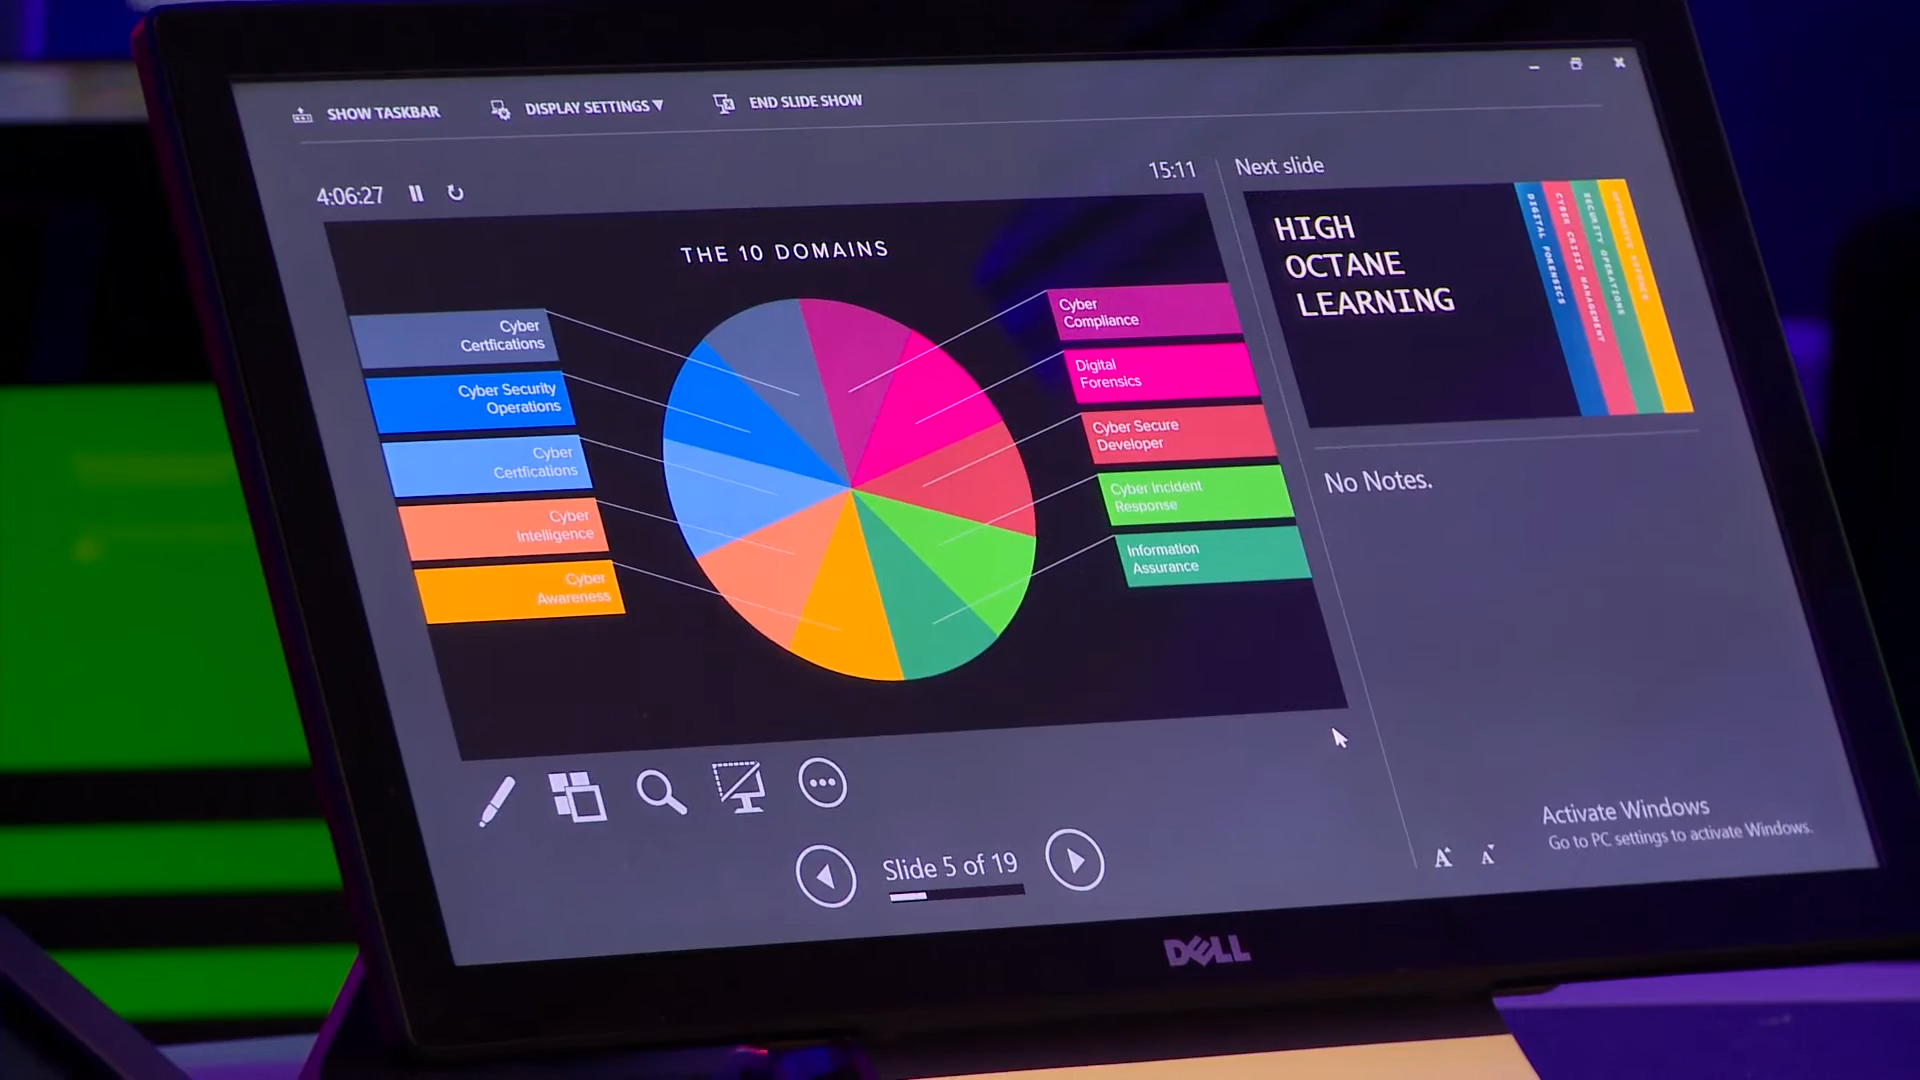 SHOW TASKBAR
DISPLAY SETTINGS ▼
END SLIDE SHOW
4:06:27
15:11
Next slide
THE 10 DOMAINS
Cyber
Certfications
Cyber Security
Operations
Cyber
Certfications
Cyber
Intelligence
Cyber
Awareness
Cyber
Compliance
Digital
Forensics
Cyber Secure
Developer
Cyber Incident
Response
Information
Assurance
HIGH
OCTANE
LEARNING
DIGITAL FORENSICS
CYBER CRISIS MANAGEMENT
SECURITY OPERATIONS
No Notes.
Slide 5 of 19
A A
Activate Windows
Go to PC settings to activate Windows.
DELL